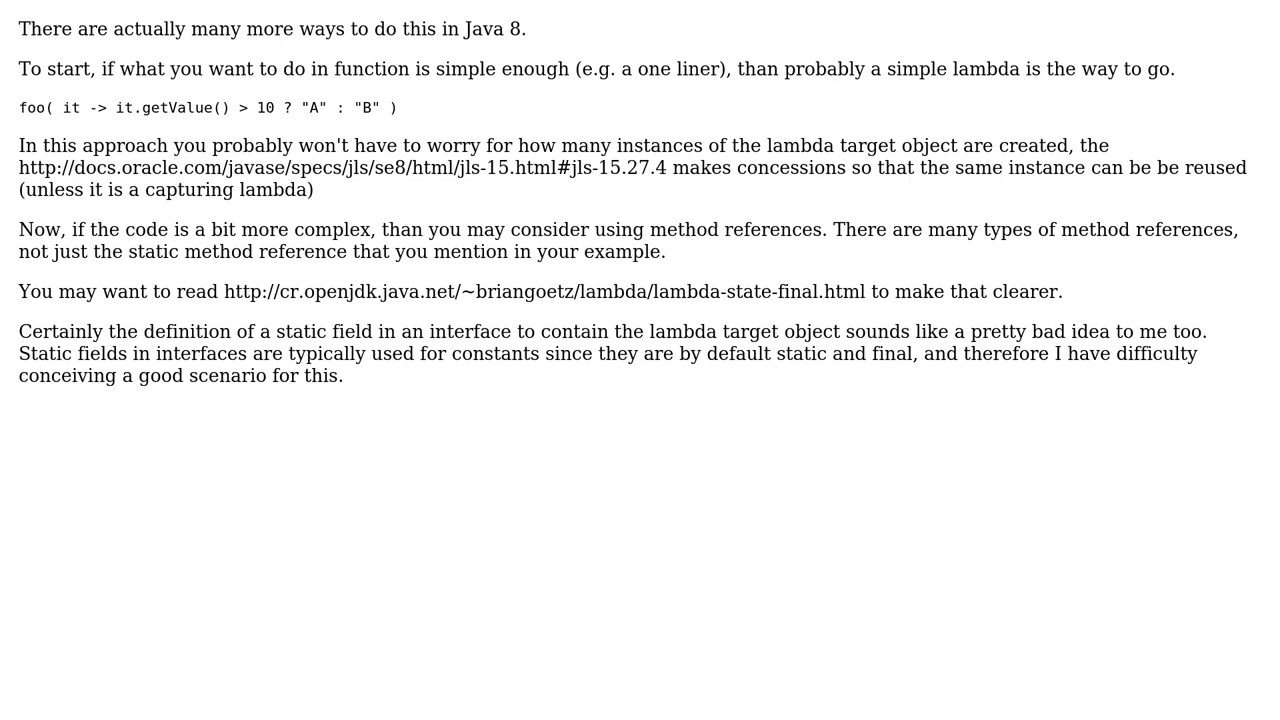 There are actually many more ways to do this in Java 8.
To start, if what you want to do in function is simple enough (e.g. a one liner), than probably a simple lambda is the way to go.
foo( it -> it.getValue() > 10 ? "A" : "B" )
In this approach you probably won't have to worry for how many instances of the lambda target object are created, the
http://docs.oracle.com/javase/specs/jls/se8/html/jls-15.html#jls-15.27.4 makes concessions so that the same instance can be be reused
(unless it is a capturing lambda)
Now, if the code is a bit more complex, than you may consider using method references. There are many types of method references,
not just the static method reference that you mention in your example.
You may want to read http://cr.openjdk.java.net/~briangoetz/lambda/lambda-state-final.html to make that clearer.
Certainly the definition of a static field in an interface to contain the lambda target object sounds like a pretty bad idea to me too.
Static fields in interfaces are typically used for constants since they are by default static and final, and therefore I have difficulty
conceiving a good scenario for this.